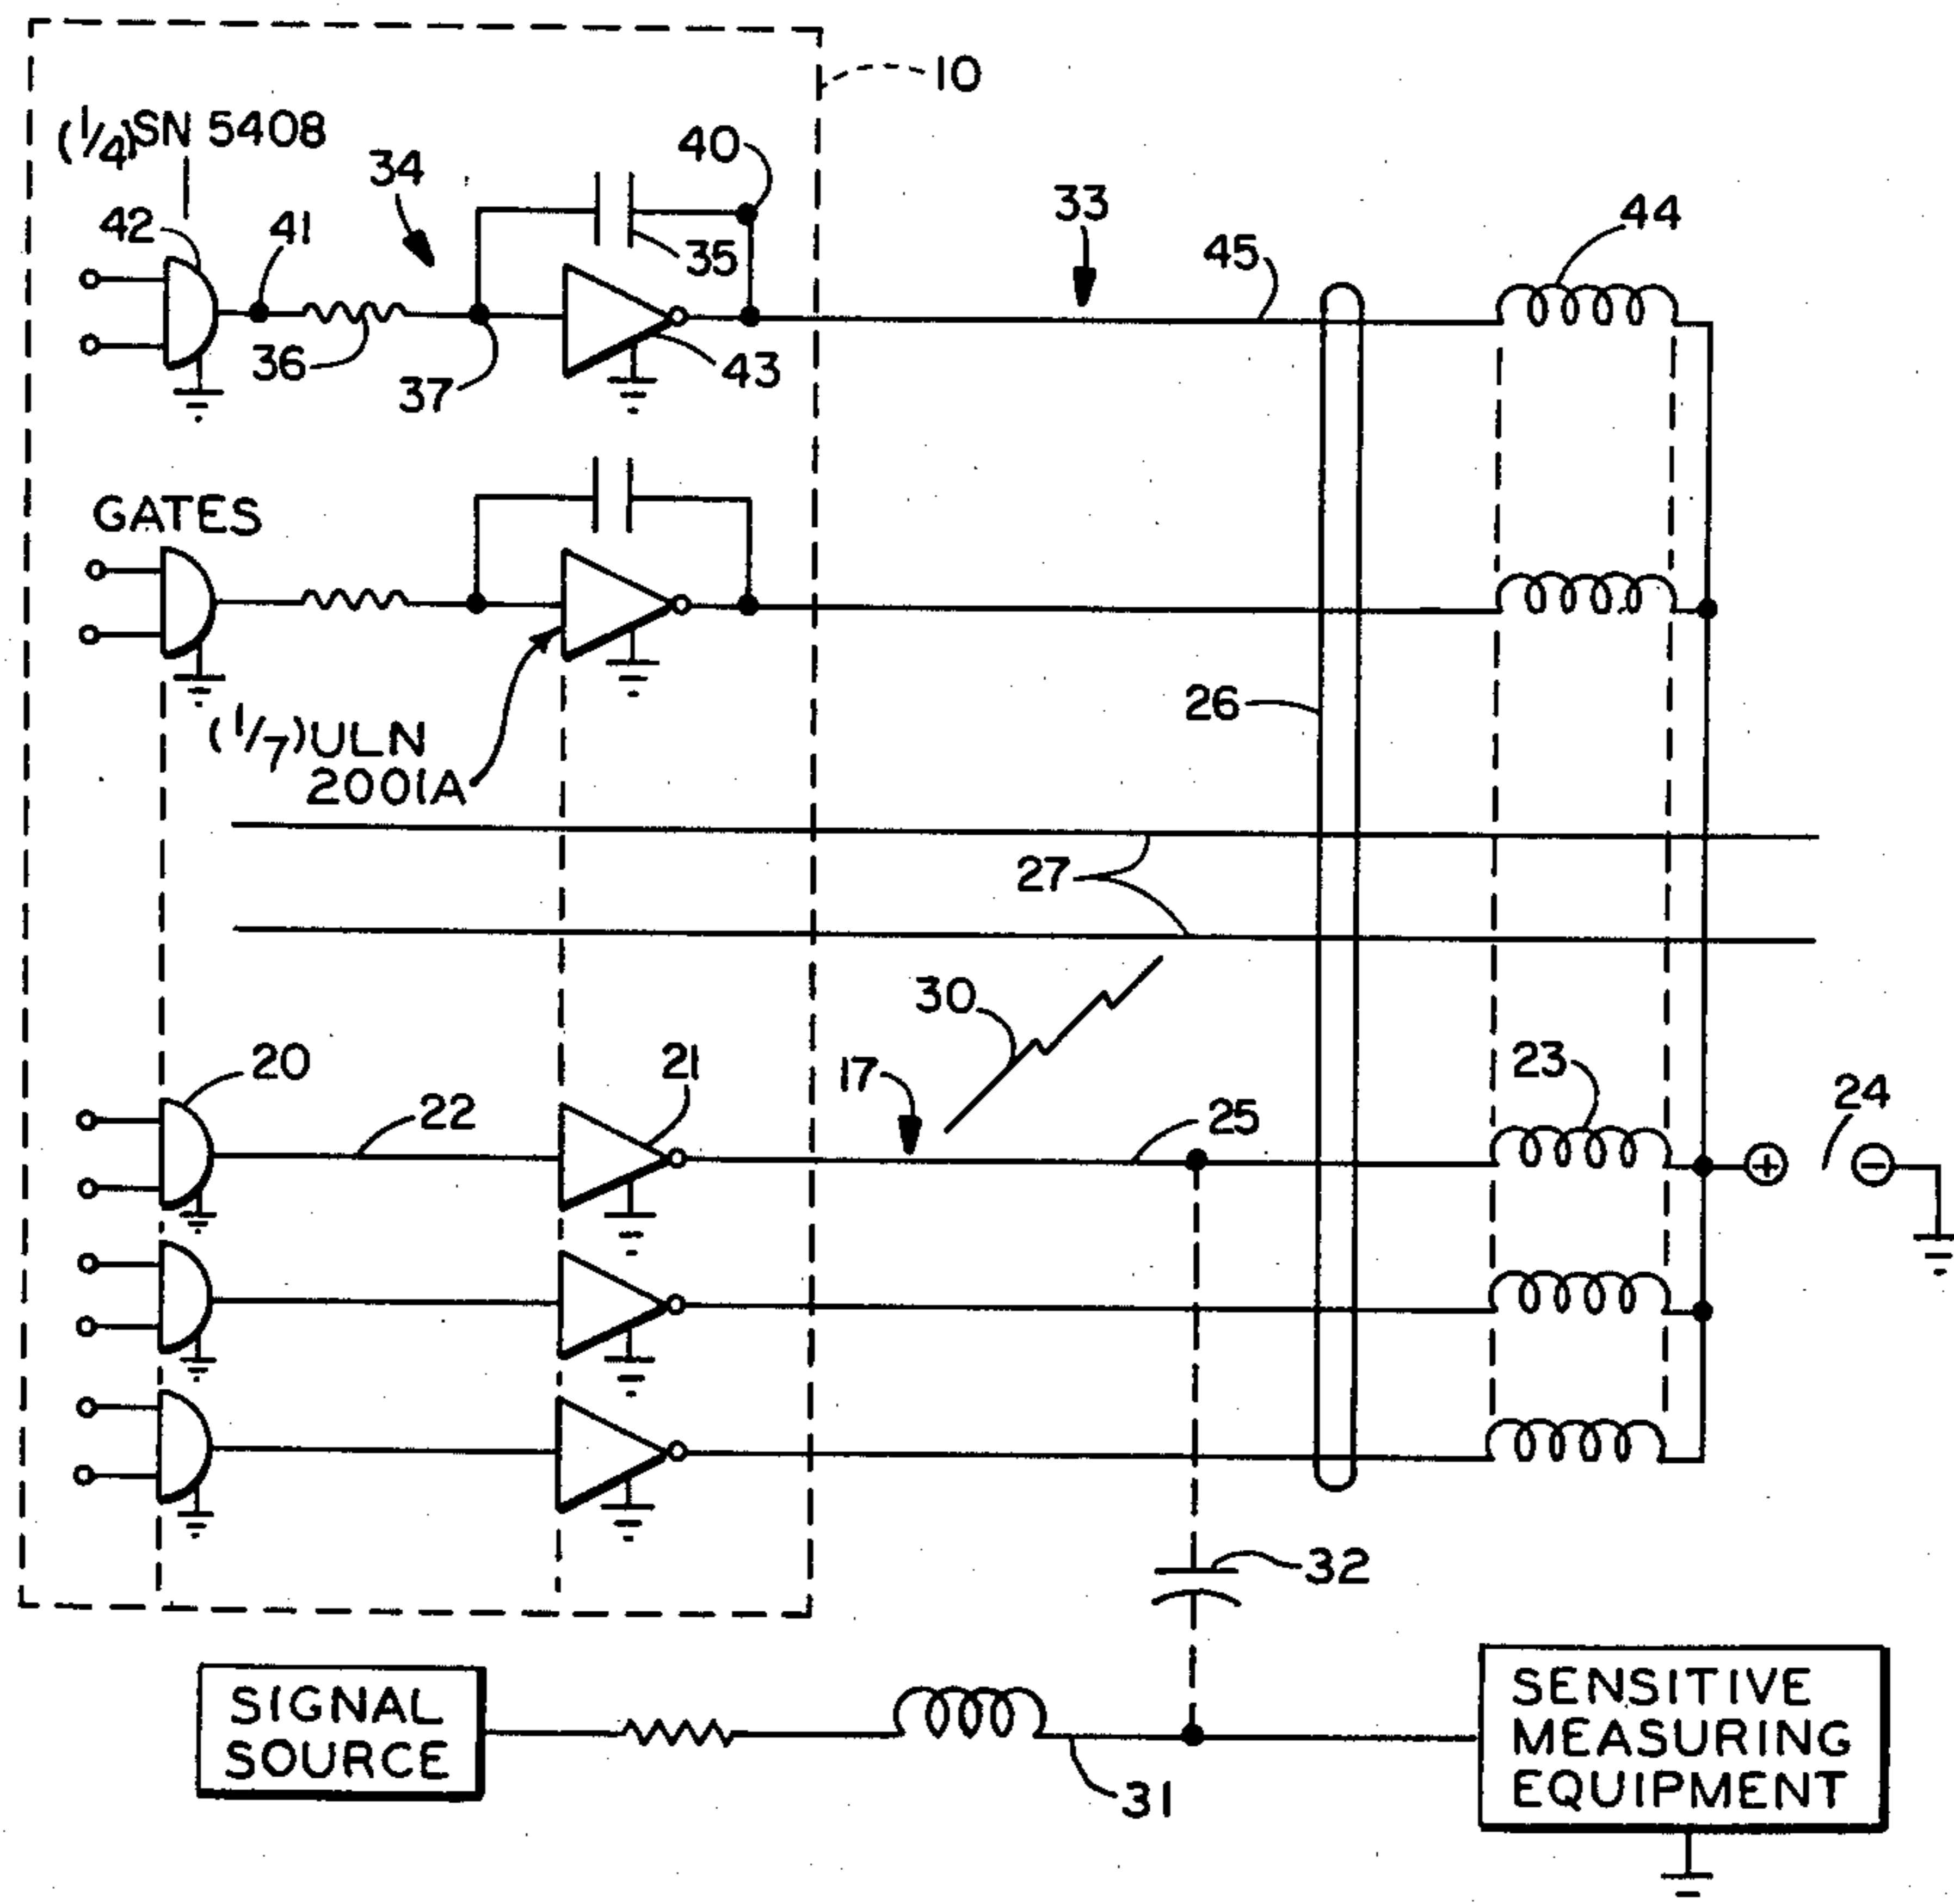 10
(1/4)SN 5408
40
34
33
44
42
41
35
45
36
37
43
GATES
26
(1/7)ULN
2001A
27
30
20
21
17
23
24
22
25
32
SIGNAL
SOURCE
31
SENSITIVE
MEASURING
EQUIPMENT